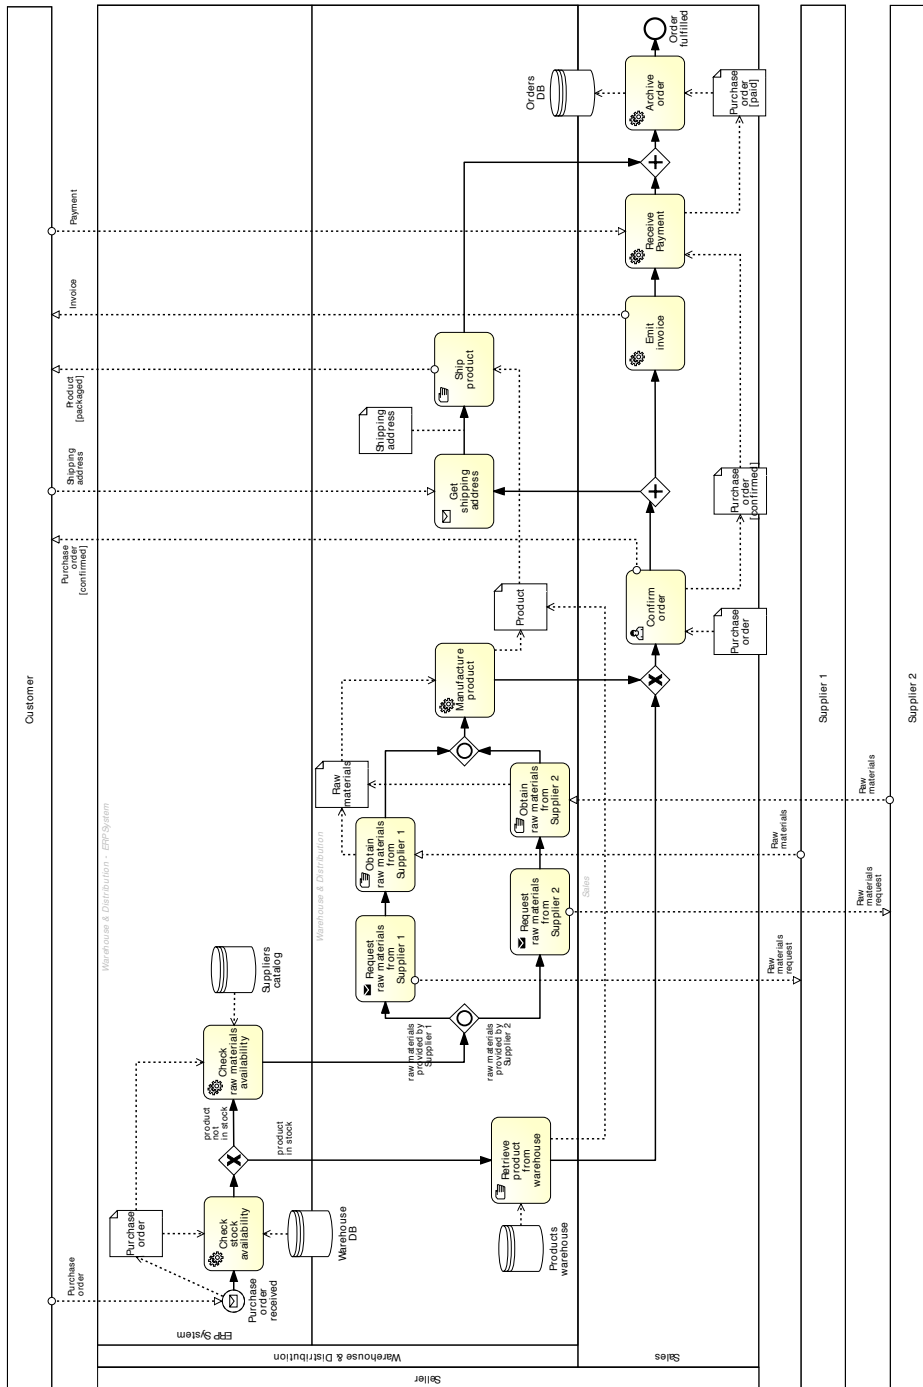 Customer
Payment
Invoice
Product
[packaged]
Shipping
address
Purchase
order
[confirmed]
Purchase
order
Seller
Warehouse & Distribution
ERP System
Sales
Warehouse & Distribution - ERP System
Warehouse & Distribution
Sales
Purchase
order
received
Purchase
order
Check
stock
availability
Warehouse
DB
product
not
in stock
product
in stock
Check
raw materials
availability
Suppliers
catalog
Products
warehouse
Retrieve
product
from
warehouse
raw materials
provided by
Supplier 1
raw materials
provided by
Supplier 2
Request
raw materials
from
Supplier 1
Request
raw materials
from
Supplier 2
Obtain
raw materials
from
Supplier 1
Obtain
raw materials
from
Supplier 2
Raw
materials
Manufacture
product
Product
Purchase
order
Confirm
order
Purchase
order
[confirmed]
Get
shipping
address
Shipping
address
Ship
product
Emit
invoice
Receive
Payment
Purchase
order
[paid]
Archive
order
Orders
DB
Order
fulfilled
Raw
materials
request
Raw
materials
Raw
materials
request
Raw
materials
Supplier 1
Supplier 2